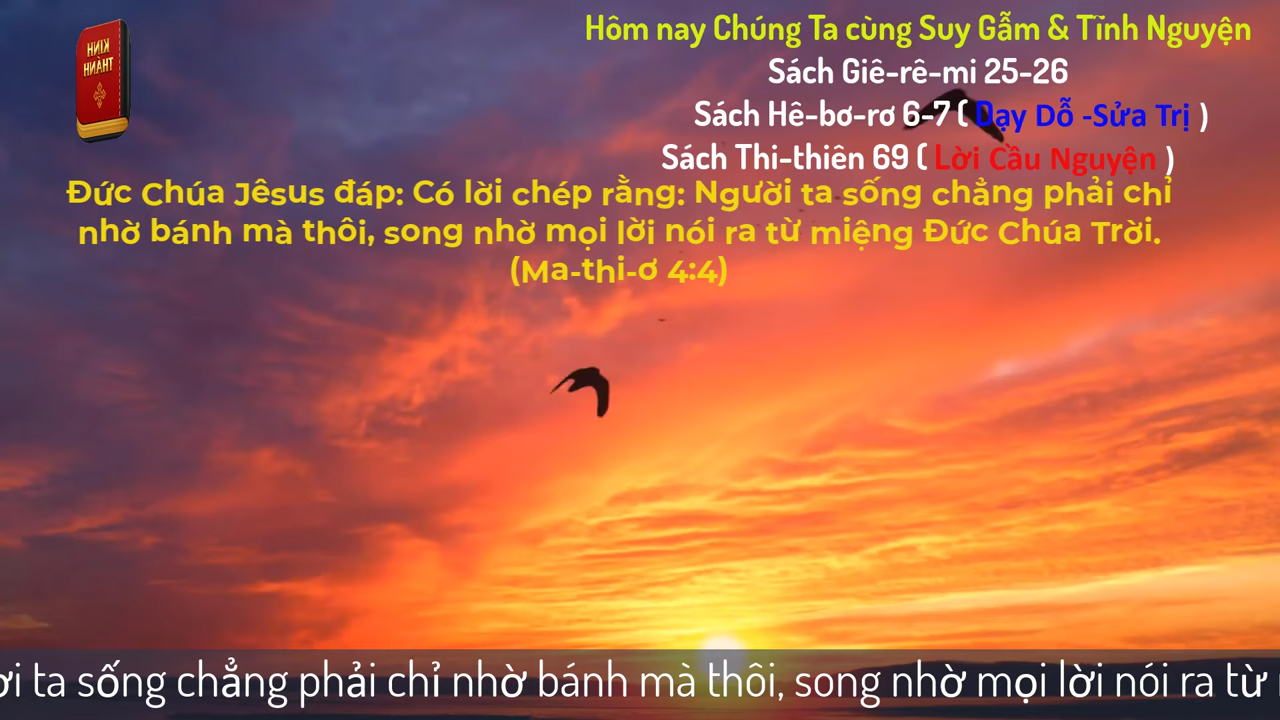 KINH
THÁNH
Hôm nay Chúng Ta cùng Suy Gẫm & Tĩnh Nguyện
Sách Giê-rê-mi 25-26
Sách Hê-bơ-rơ 6-7 ( Dạy Dỗ -Sửa Trị )
Sách Thi-thiên 69 ( Lời Cầu Nguyện )
Đức Chúa Jêsus đáp: Có lời chép rằng: Người ta sống chẳng phải chỉ
nhờ bánh mà thôi, song nhờ mọi lời nói ra từ miệng Đức Chúa Trời.
(Ma-thi-ơ 4:4)
ta sống chẳng phải chỉ nhờ bánh mà thôi, song nhờ mọi lời nói ra từ